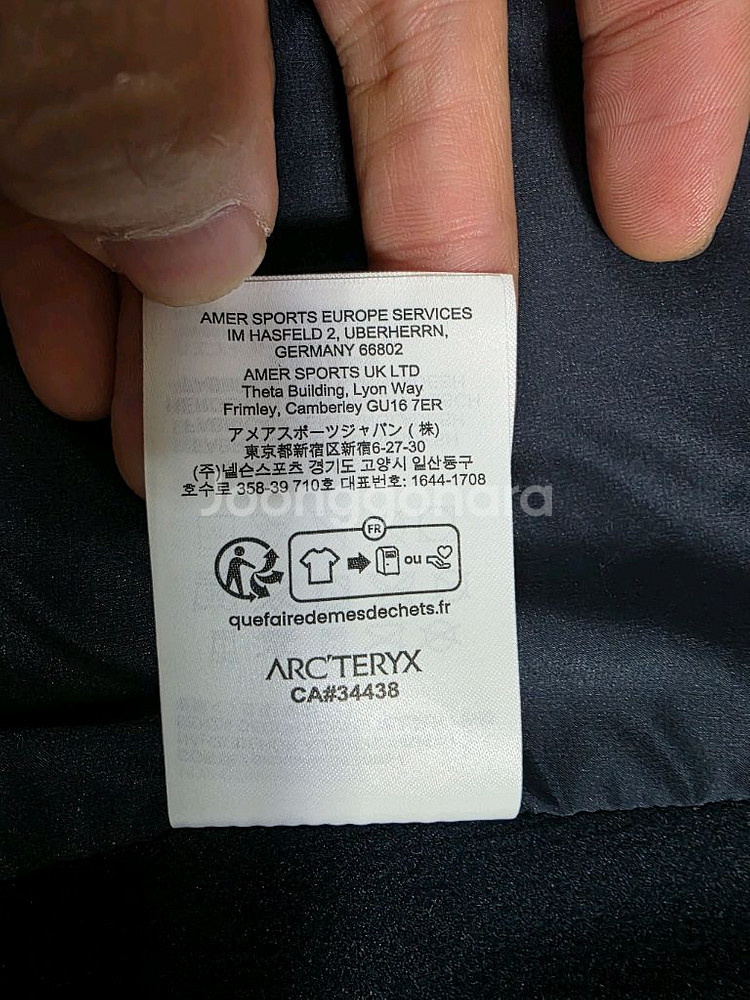 AMER SPORTS EUROPE SERVICES
IM HASFELD 2, UBERHERRN,
GERMANY 66802
AMER SPORTS UK LTD
Theta Building, Lyon Way
Frimley, Camberley GU16 7ER
アメアスポーツジャパン ( 株)
東京都新宿区新宿6-27-30
(주)넬슨스포츠 경기도 고양시 일산동구
호수로 358-39 710호 대표번호: 1644-1708
Joonggonara
FR
ou
quefairedemesdechets.fr
ARC'TERYX
CA#34438